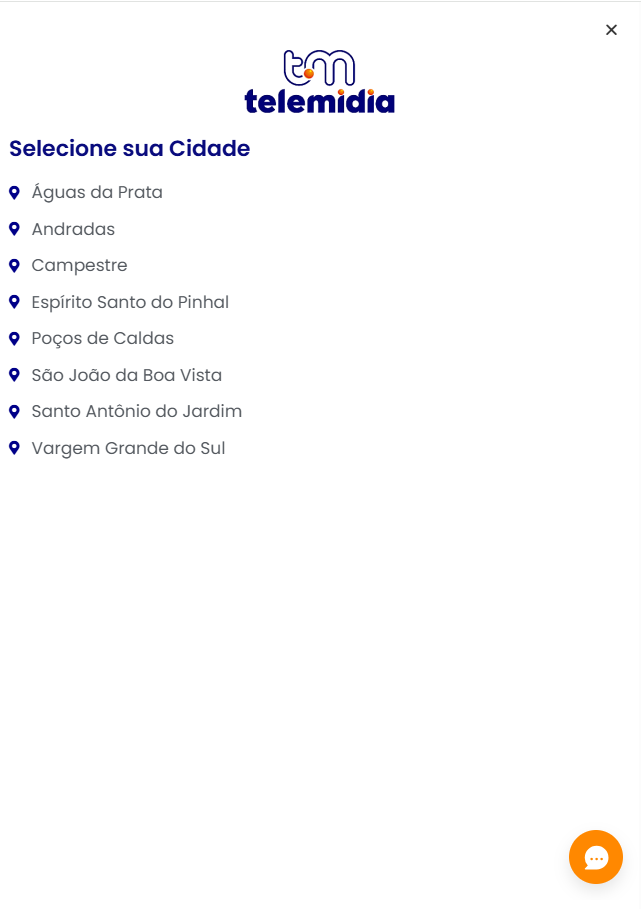 tm
telemidia
Selecione sua Cidade
Águas da Prata
Andradas
Campestre
Espírito Santo do Pinhal
Poços de Caldas
São João da Boa Vista
Santo Antônio do Jardim
Vargem Grande do Sul